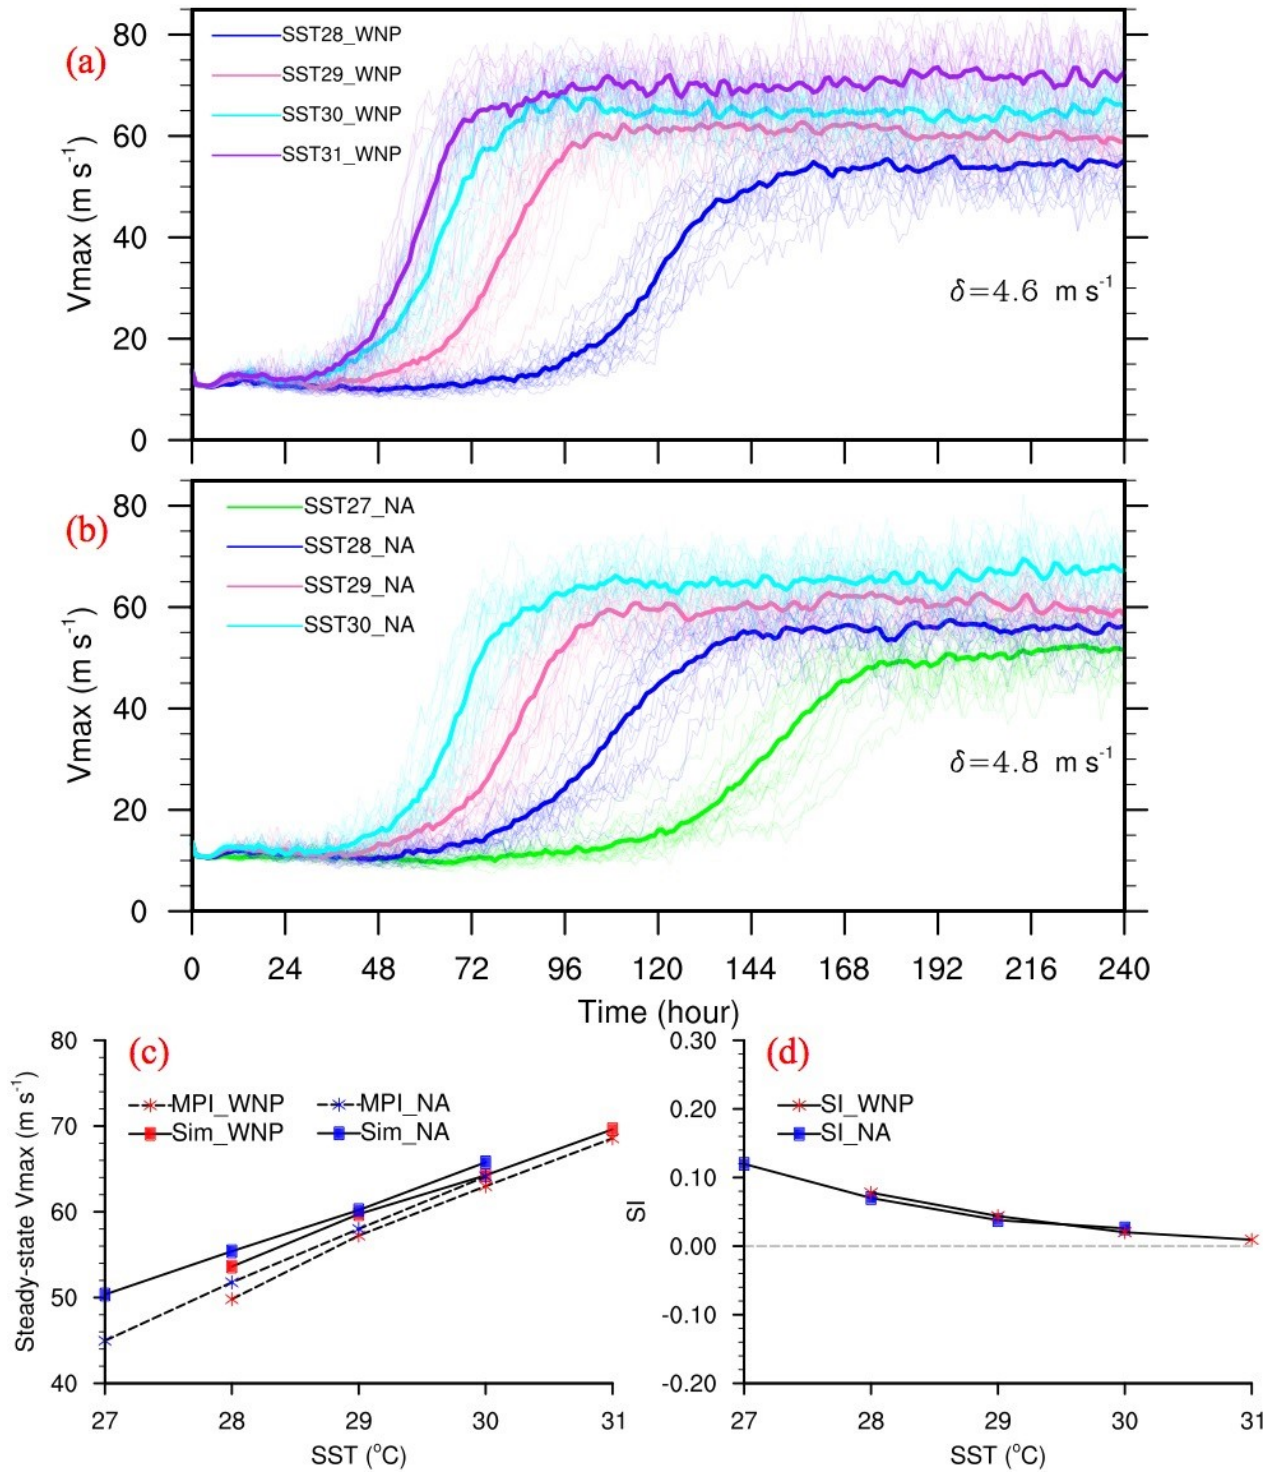 (a)
SST28_WNP
SST29_WNP
SST30_WNP
SST31_WNP
80
60
40
20
0
Vmax (m s⁻¹)
δ=4.6 m s⁻¹
(b)
SST27_NA
SST28_NA
SST29_NA
SST30_NA
80
60
40
20
0
Vmax (m s⁻¹)
δ=4.8 m s⁻¹
0 24 48 72 96 120 144 168 192 216 240
Time (hour)
(c)
MPI_WNP MPI_NA
Sim_WNP Sim_NA
80
70
60
50
40
Steady-state Vmax (m s⁻¹)
27 28 29 30 31
SST (°C)
(d)
SI_WNP
SI_NA
0.30
0.20
0.10
0.00
-0.10
-0.20
SI
27 28 29 30 31
SST (°C)